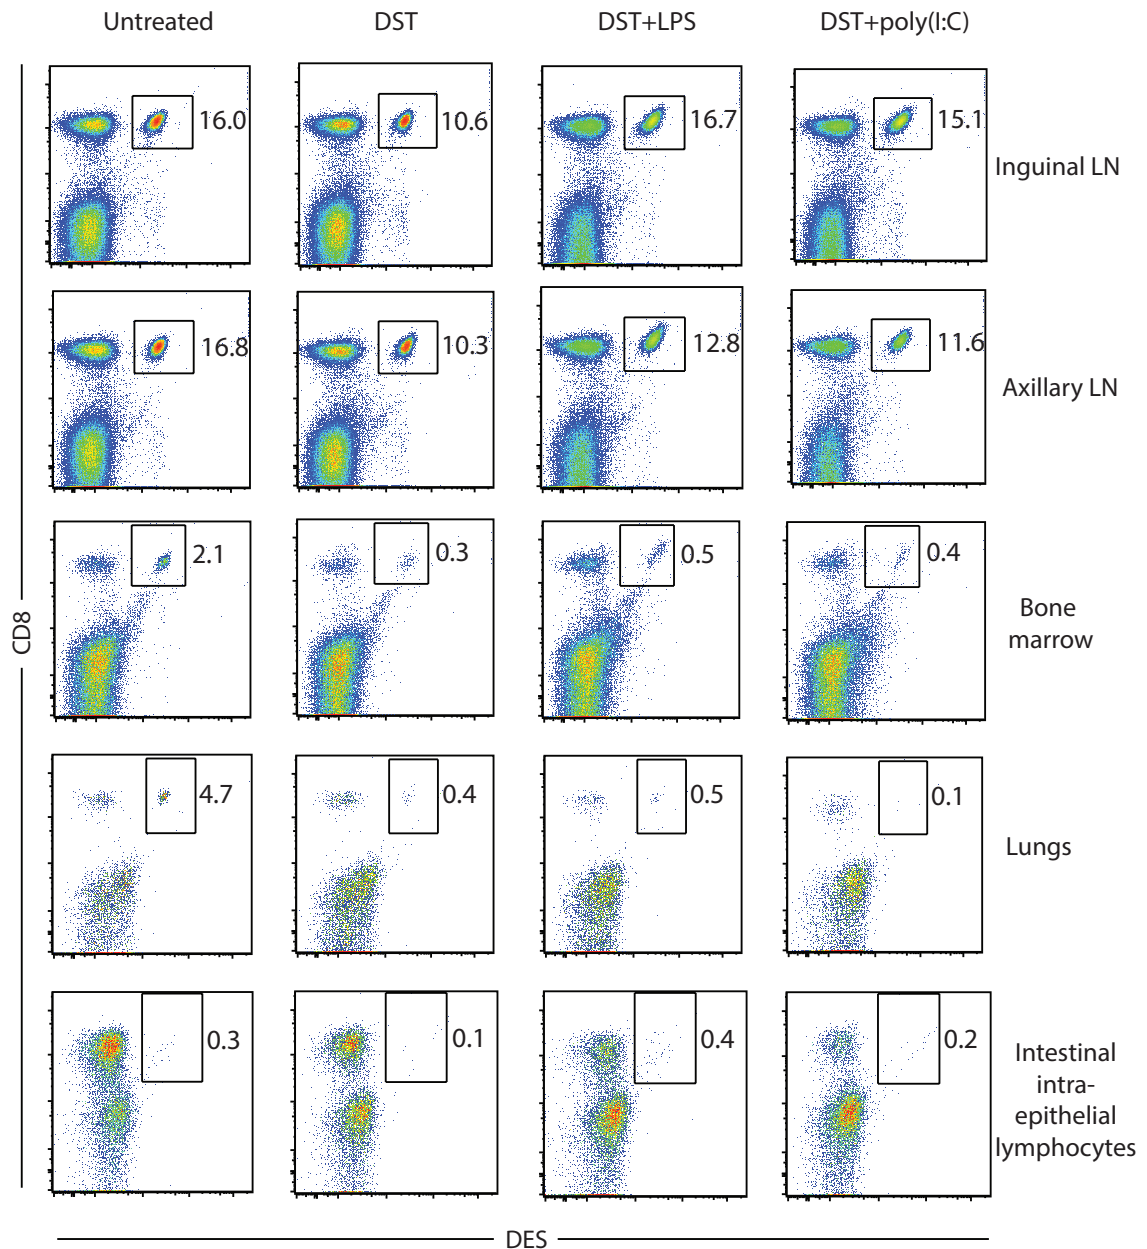 Untreated DST DST+LPS DST+poly(I:C)
16.0 10.6 16.7 15.1
Inguinal LN
16.8 10.3 12.8 11.6
Axillary LN
2.1 0.3 0.5 0.4
Bone
marrow
CD8
4.7 0.4 0.5 0.1
Lungs
0.3 0.1 0.4 0.2
Intestinal
intra-
epithelial
lymphocytes
DES